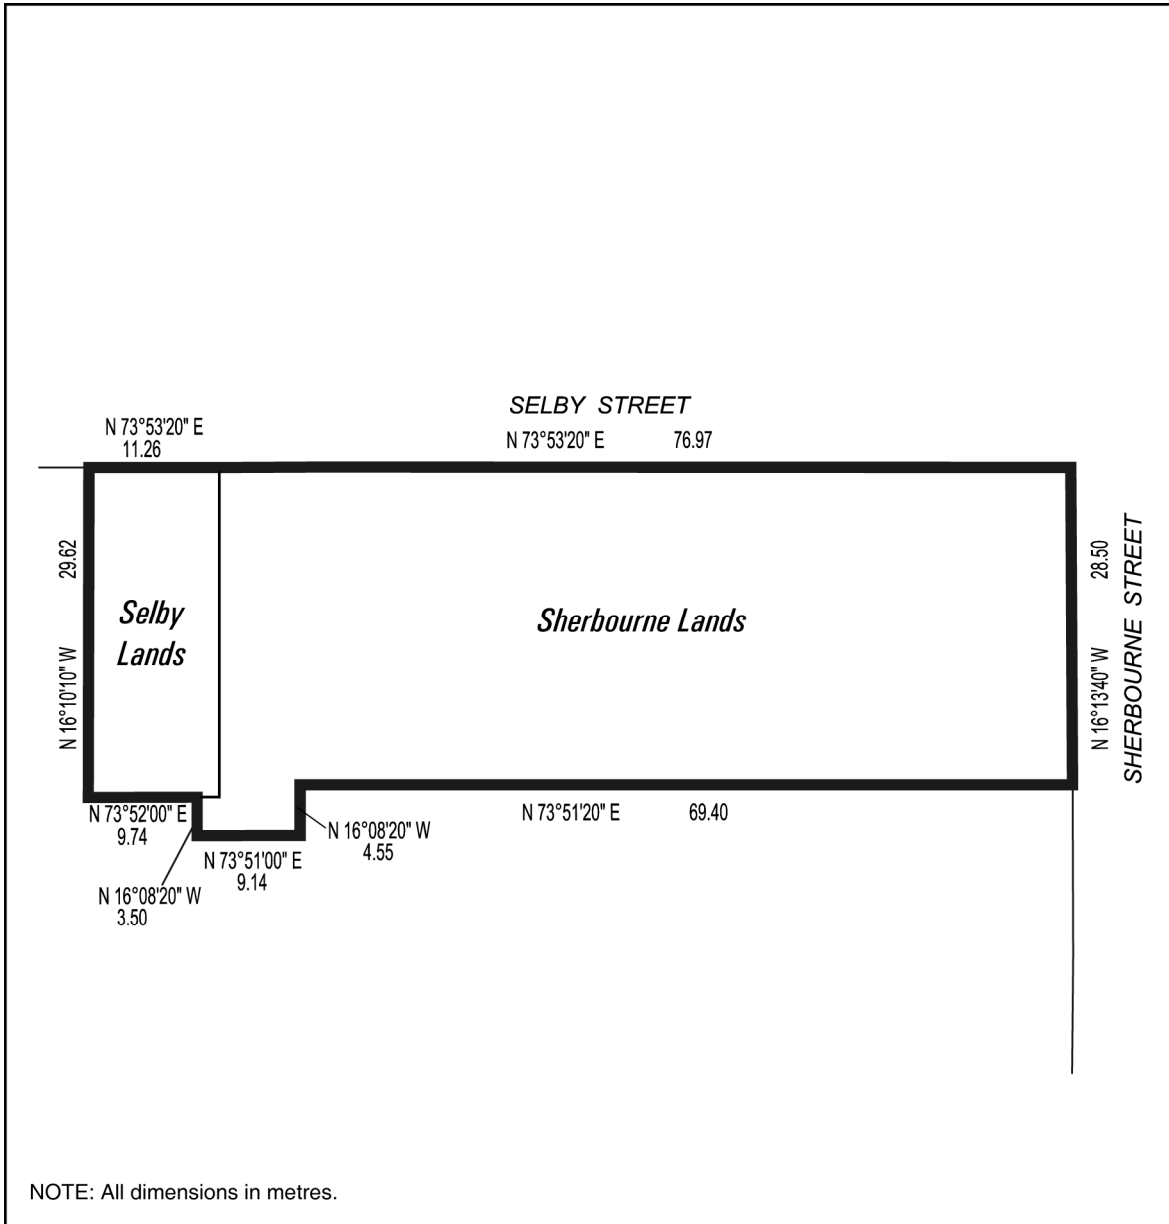 SELBY STREET
N 73°53'20" E
11.26
N 73°53'20" E 76.97
29.62
N 16°10'10" W
Selby
Lands
Sherbourne Lands
28.50
N 16°13'40" W
SHERBOURNE STREET
N 73°52'00" E
9.74
N 73°51'20" E 69.40
N 16°08'20" W
4.55
N 73°51'00" E
9.14
N 16°08'20" W
3.50
NOTE: All dimensions in metres.